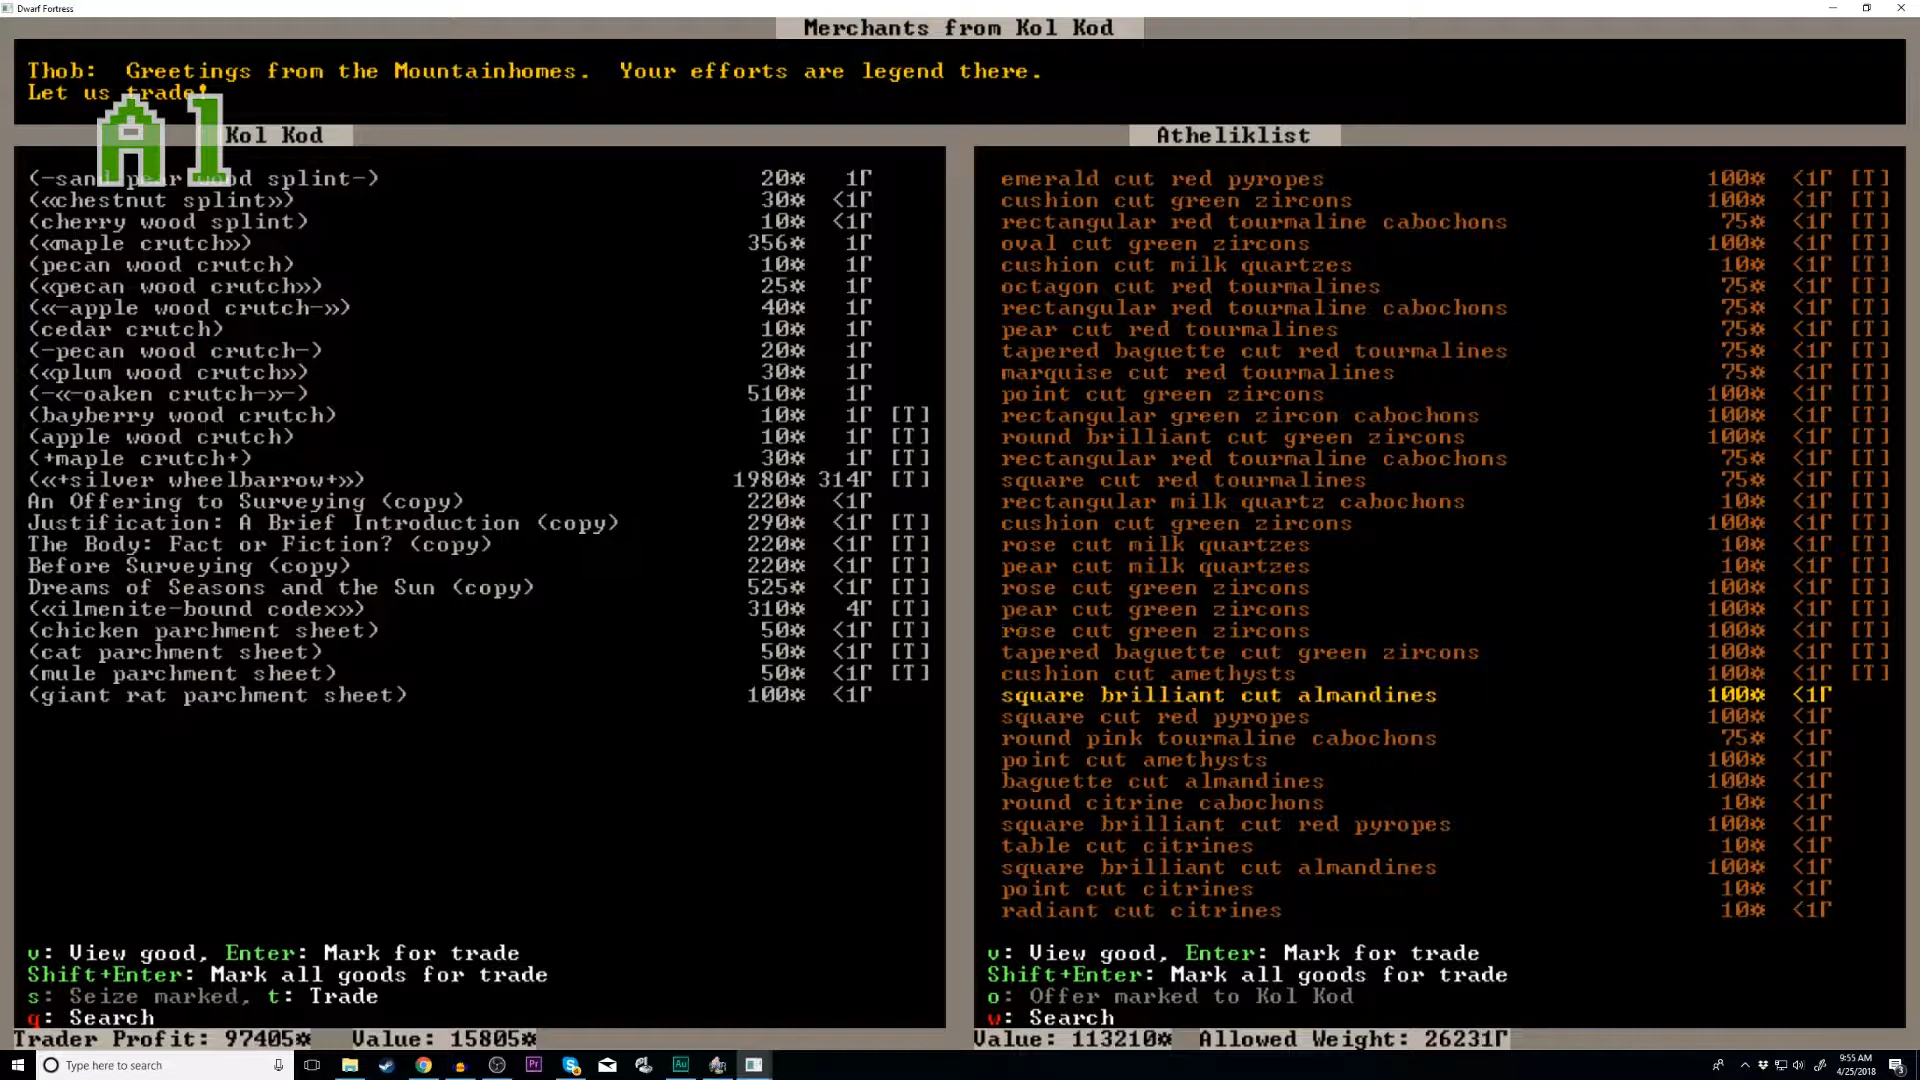 Dwarf Fortress
Merchants from Kol Kod
Thob: Greetings from the Mountainhomes. Your efforts are legend there.
Let us trade!
Al
Kol Kod
(-sand pear wood splint-) 20☼ 1Γ
(«chestnut splint») 30☼ <1Γ
(cherry wood splint) 10☼ <1Γ
(«maple crutch») 356☼ 1Γ
(pecan wood crutch) 10☼ 1Γ
(«pecan wood crutch») 25☼ 1Γ
(«-apple wood crutch-») 40☼ 1Γ
(cedar crutch) 10☼ 1Γ
(-pecan wood crutch-) 20☼ 1Γ
(«plum wood crutch») 30☼ 1Γ
(-«-oaken crutch-»-) 510☼ 1Γ
(bayberry wood crutch) 10☼ 1Γ [T]
(apple wood crutch) 10☼ 1Γ [T]
(+maple crutch+) 30☼ 1Γ [T]
(«+silver wheelbarrow+») 1980☼ 314Γ [T]
An Offering to Surveying (copy) 220☼ <1Γ
Justification: A Brief Introduction (copy) 290☼ <1Γ [T]
The Body: Fact or Fiction? (copy) 220☼ <1Γ [T]
Before Surveying (copy) 220☼ <1Γ [T]
Dreams of Seasons and the Sun (copy) 525☼ <1Γ [T]
(«ilmenite-bound codex») 310☼ 4Γ [T]
(chicken parchment sheet) 50☼ <1Γ [T]
(cat parchment sheet) 50☼ <1Γ [T]
(mule parchment sheet) 50☼ <1Γ [T]
(giant rat parchment sheet) 100☼ <1Γ
v: View good, Enter: Mark for trade
Shift+Enter: Mark all goods for trade
s: Seize marked, t: Trade
q: Search
Trader Profit: 97405☼ Value: 15805☼
Atheliklist
emerald cut red pyropes 100☼ <1Γ [T]
cushion cut green zircons 100☼ <1Γ [T]
rectangular red tourmaline cabochons 75☼ <1Γ [T]
oval cut green zircons 100☼ <1Γ [T]
cushion cut milk quartzes 10☼ <1Γ [T]
octagon cut red tourmalines 75☼ <1Γ [T]
rectangular red tourmaline cabochons 75☼ <1Γ [T]
pear cut red tourmalines 75☼ <1Γ [T]
tapered baguette cut red tourmalines 75☼ <1Γ [T]
marquise cut red tourmalines 75☼ <1Γ [T]
point cut green zircons 100☼ <1Γ [T]
rectangular green zircon cabochons 100☼ <1Γ [T]
round brilliant cut green zircons 100☼ <1Γ [T]
rectangular red tourmaline cabochons 75☼ <1Γ [T]
square cut red tourmalines 75☼ <1Γ [T]
rectangular milk quartz cabochons 10☼ <1Γ [T]
cushion cut green zircons 100☼ <1Γ [T]
rose cut milk quartzes 10☼ <1Γ [T]
pear cut milk quartzes 10☼ <1Γ [T]
rose cut green zircons 100☼ <1Γ [T]
pear cut green zircons 100☼ <1Γ [T]
rose cut green zircons 100☼ <1Γ [T]
tapered baguette cut green zircons 100☼ <1Γ [T]
cushion cut amethysts 100☼ <1Γ [T]
square brilliant cut almandines 100☼ <1Γ
square cut red pyropes 100☼ <1Γ
round pink tourmaline cabochons 75☼ <1Γ
point cut amethysts 100☼ <1Γ
baguette cut almandines 100☼ <1Γ
round citrine cabochons 10☼ <1Γ
square brilliant cut red pyropes 100☼ <1Γ
table cut citrines 10☼ <1Γ
square brilliant cut almandines 100☼ <1Γ
point cut citrines 10☼ <1Γ
radiant cut citrines 10☼ <1Γ
v: View good, Enter: Mark for trade
Shift+Enter: Mark all goods for trade
o: Offer marked to Kol Kod
w: Search
Value: 113210☼ Allowed Weight: 26231Γ
Type here to search
Pr
Au
9:55 AM
4/25/2018
3